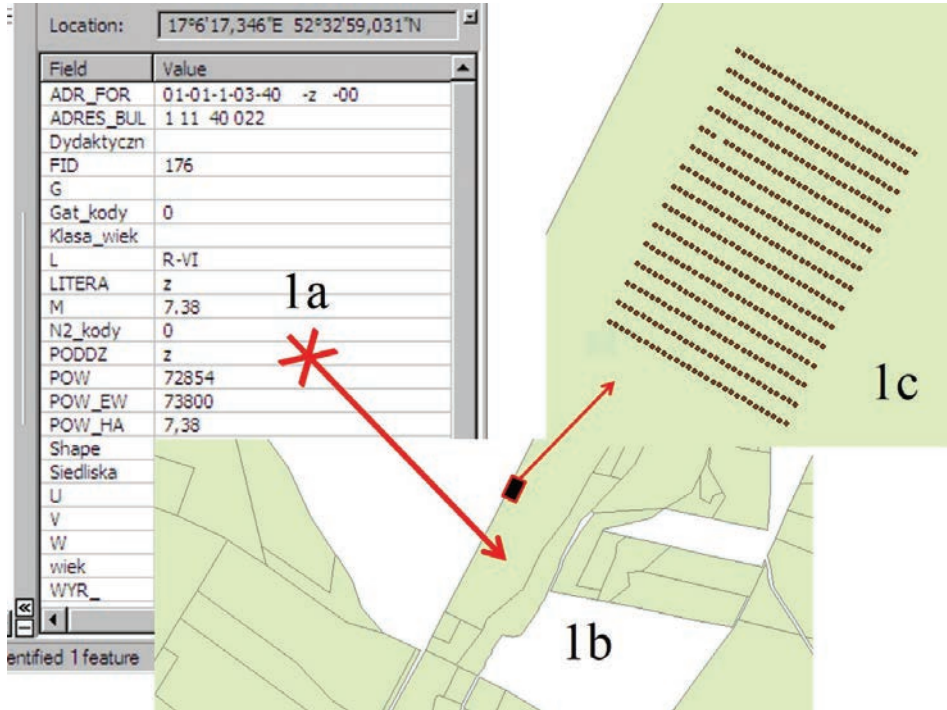 Location: 17°6'17,346"E 52°32'59,031"N
Field Value
ADR_FOR 01-01-1-03-40 -z -00
ADRES_BUL 1 11 40 022
Dydaktyczn
FID 176
G
Gat_kody 0
Klasa_wiek
L R-VI
LITERA z
M 7.38
N2_kody 0
PODDZ z
POW 72854
POW_EW 73800
POW_HA 7,38
Shape
Siedliska
U
V
W
wiek
WYR_
entified 1 feature
1a
1b
1c